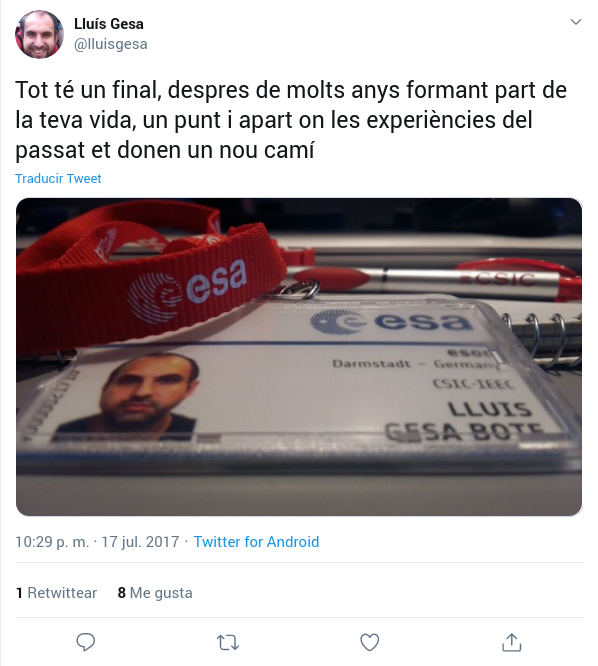 Lluís Gesa
@lluisgesa
Tot té un final, despres de molts anys formant part de
la teva vida, un punt i apart on les experiències del
passat et donen un nou camí
Traducir Tweet
esa
CSIC
esa
esoc
Darmstadt – Germany
CSIC-IEEC
LLUIS
GESA BOTE
10:29 p. m. · 17 jul. 2017 · Twitter for Android
1 Retwittear 8 Me gusta